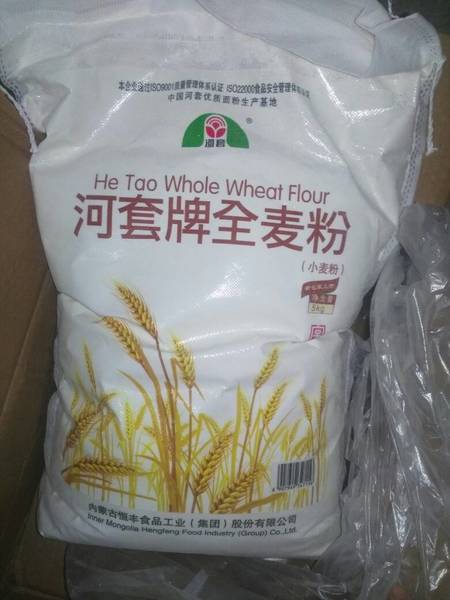 本企业通过ISO9001质量管理体系认证 ISO22000食品安全管理体系认证
中国河套优质面粉生产基地
®
河套
He Tao Whole Wheat Flour
河套牌全麦粉
（小麦粉）
净含量
5kg
内蒙古恒丰食品工业（集团）股份有限公司
Inner Mongolia Hengfeng Food Industry (Group) Co., Ltd.